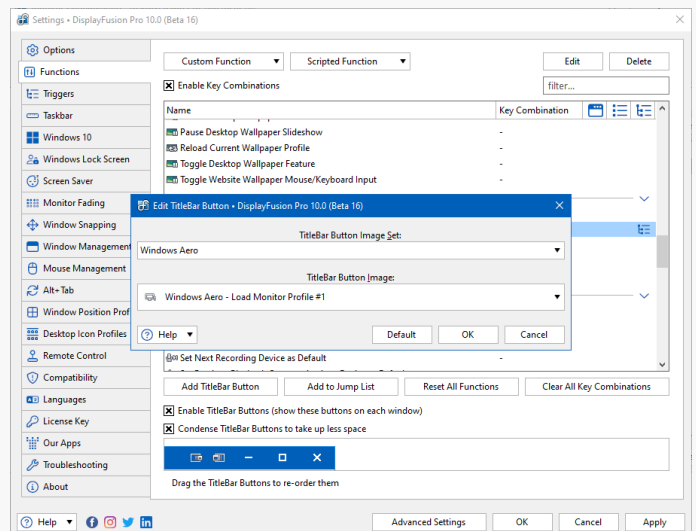 Settings • DisplayFusion Pro 10.0 (Beta 16)
Options
Functions
Triggers
Taskbar
Windows 10
Windows Lock Screen
Screen Saver
Monitor Fading
Window Snapping
Window Management
Mouse Management
Alt+Tab
Window Position Prof
Desktop Icon Profiles
Remote Control
Compatibility
Languages
License Key
Our Apps
Troubleshooting
About
Custom Function
Scripted Function
Edit
Delete
Enable Key Combinations
filter...
Name
Key Combination
Pause Desktop Wallpaper Slideshow -
Reload Current Wallpaper Profile -
Toggle Desktop Wallpaper Feature -
Toggle Website Wallpaper Mouse/Keyboard Input -
Edit TitleBar Button • DisplayFusion Pro 10.0 (Beta 16)
TitleBar Button Image Set:
Windows Aero
TitleBar Button Image:
Windows Aero - Load Monitor Profile #1
Help
Default
OK
Cancel
Set Next Recording Device as Default -
Add TitleBar Button
Add to Jump List
Reset All Functions
Clear All Key Combinations
Enable TitleBar Buttons (show these buttons on each window)
Condense TitleBar Buttons to take up less space
Drag the TitleBar Buttons to re-order them
Help
Advanced Settings
OK
Cancel
Apply